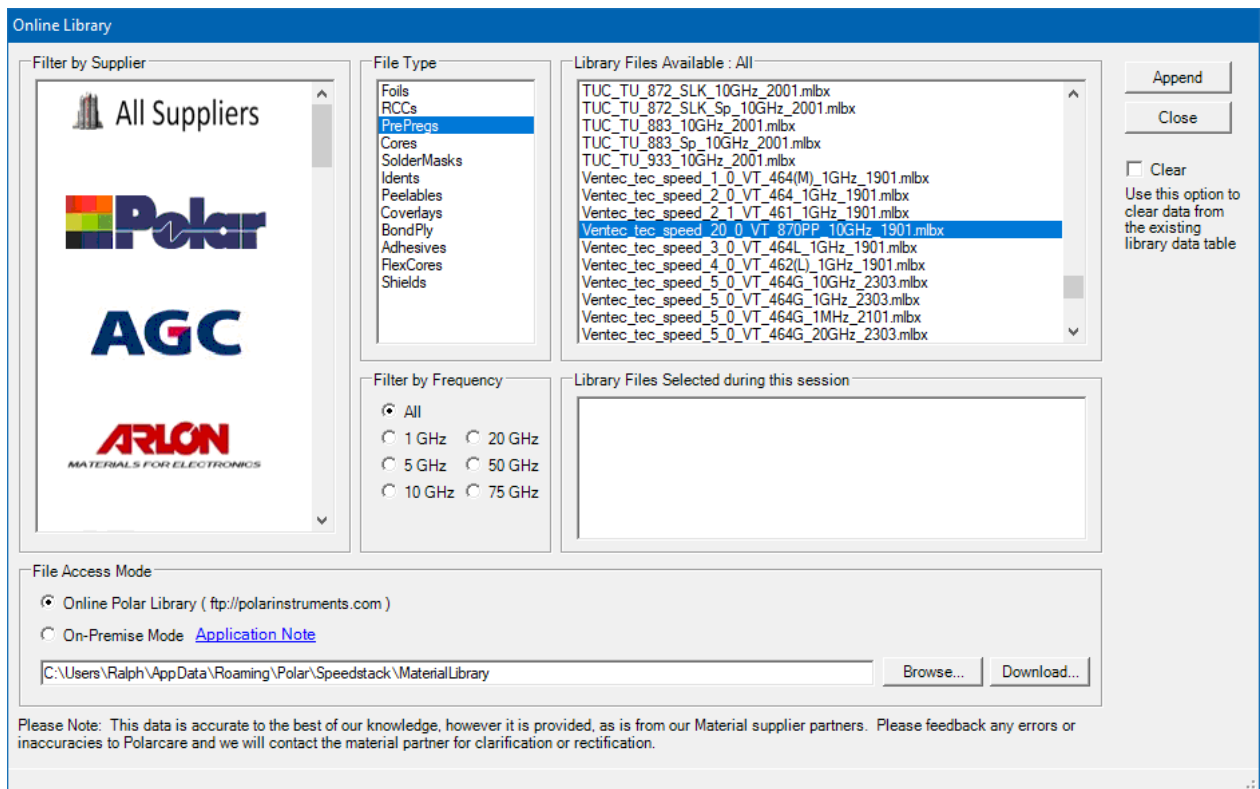 Online Library
Filter by Supplier
All Suppliers
Polar
AGC
ARLON
MATERIALS FOR ELECTRONICS
File Type
Foils
RCCs
PrePregs
Cores
SolderMasks
Idents
Peelables
Coverlays
BondPly
Adhesives
FlexCores
Shields
Library Files Available : All
TUC_TU_872_SLK_10GHz_2001.mlbx
TUC_TU_872_SLK_Sp_10GHz_2001.mlbx
TUC_TU_883_10GHz_2001.mlbx
TUC_TU_883_Sp_10GHz_2001.mlbx
TUC_TU_933_10GHz_2001.mlbx
Ventec_tec_speed_1_0_VT_464(M)_1GHz_1901.mlbx
Ventec_tec_speed_2_0_VT_464_1GHz_1901.mlbx
Ventec_tec_speed_2_1_VT_461_1GHz_1901.mlbx
Ventec_tec_speed_20_0_VT_870PP_10GHz_1901.mlbx
Ventec_tec_speed_3_0_VT_464L_1GHz_1901.mlbx
Ventec_tec_speed_4_0_VT_462(L)_1GHz_1901.mlbx
Ventec_tec_speed_5_0_VT_464G_10GHz_2303.mlbx
Ventec_tec_speed_5_0_VT_464G_1GHz_2303.mlbx
Ventec_tec_speed_5_0_VT_464G_1MHz_2101.mlbx
Ventec_tec_speed_5_0_VT_464G_20GHz_2303.mlbx
Append
Close
Clear
Use this option to
clear data from
the existing
library data table
Filter by Frequency
All
1 GHz 20 GHz
5 GHz 50 GHz
10 GHz 75 GHz
Library Files Selected during this session
File Access Mode
Online Polar Library ( ftp://polarinstruments.com )
On-Premise Mode Application Note
C:\Users\Ralph\AppData\Roaming\Polar\Speedstack\MaterialLibrary
Browse... Download...
Please Note: This data is accurate to the best of our knowledge, however it is provided, as is from our Material supplier partners. Please feedback any errors or
inaccuracies to Polarcare and we will contact the material partner for clarification or rectification.